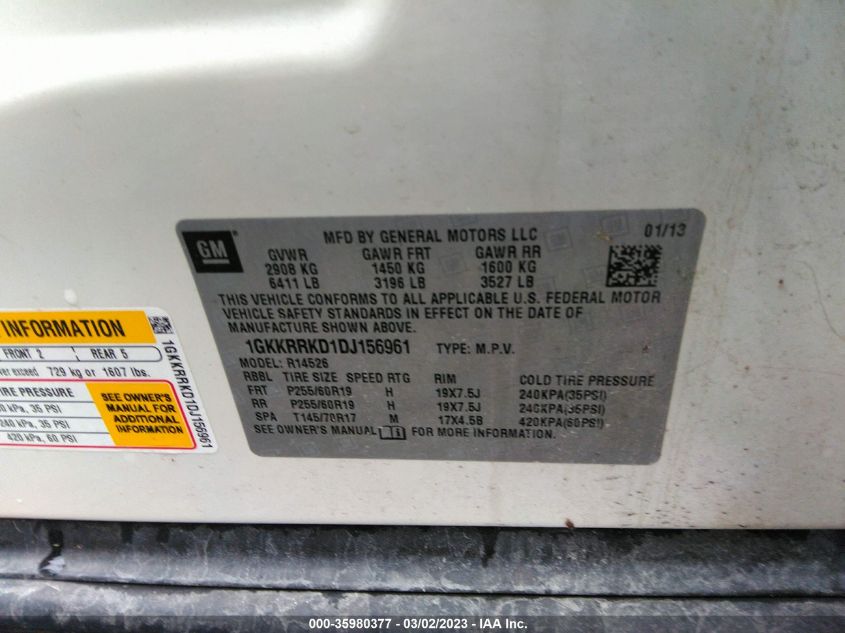 GM
MFD BY GENERAL MOTORS LLC
01/13
GVWR GAWR FRT GAWR RR
2908 KG 1450 KG 1600 KG
6411 LB 3196 LB 3527 LB
THIS VEHICLE CONFORMS TO ALL APPLICABLE U.S. FEDERAL MOTOR
VEHICLE SAFETY STANDARDS IN EFFECT ON THE DATE OF
MANUFACTURE SHOWN ABOVE.
1GKKRRKD1DJ156961 TYPE: M.P.V.
MODEL: R14526
RBBL TIRE SIZE SPEED RTG RIM COLD TIRE PRESSURE
FRT P255/60R19 H 19X7.5J 240KPA(35PSI)
RR P255/60R19 H 19X7.5J 240KPA(35PSI)
SPA T145/70R17 M 17X4.5B 420KPA(60PSI)
SEE OWNER'S MANUAL FOR MORE INFORMATION.
INFORMATION
FRONT 2 REAR 5
exceed 729 kg or 1607 lbs.
IRE PRESSURE
kPa, 35 PSI
240 kPa, 35 PSI
420 kPa, 60 PSI
SEE OWNER'S
MANUAL FOR
ADDITIONAL
INFORMATION
1GKKRRKD1DJ156961
000-35980377 - 03/02/2023 - IAA Inc.